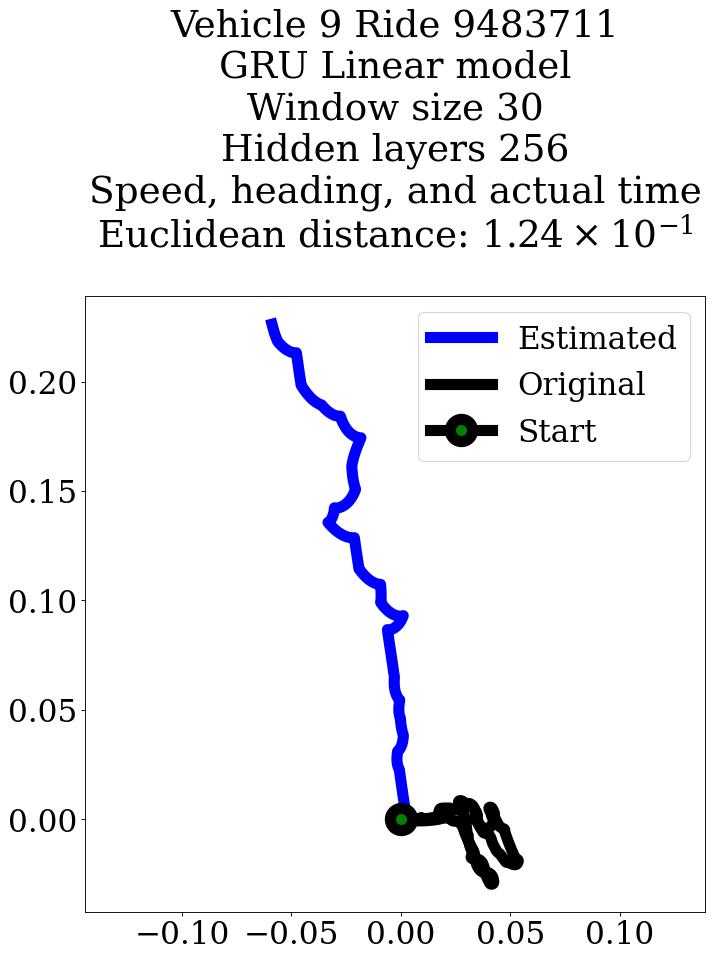 Vehicle 9 Ride 9483711
GRU Linear model
Window size 30
Hidden layers 256
Speed, heading, and actual time
Euclidean distance: 1.24 × 10⁻¹
Estimated
Original
Start
0.20
0.15
0.10
0.05
0.00
−0.10 −0.05 0.00 0.05 0.10